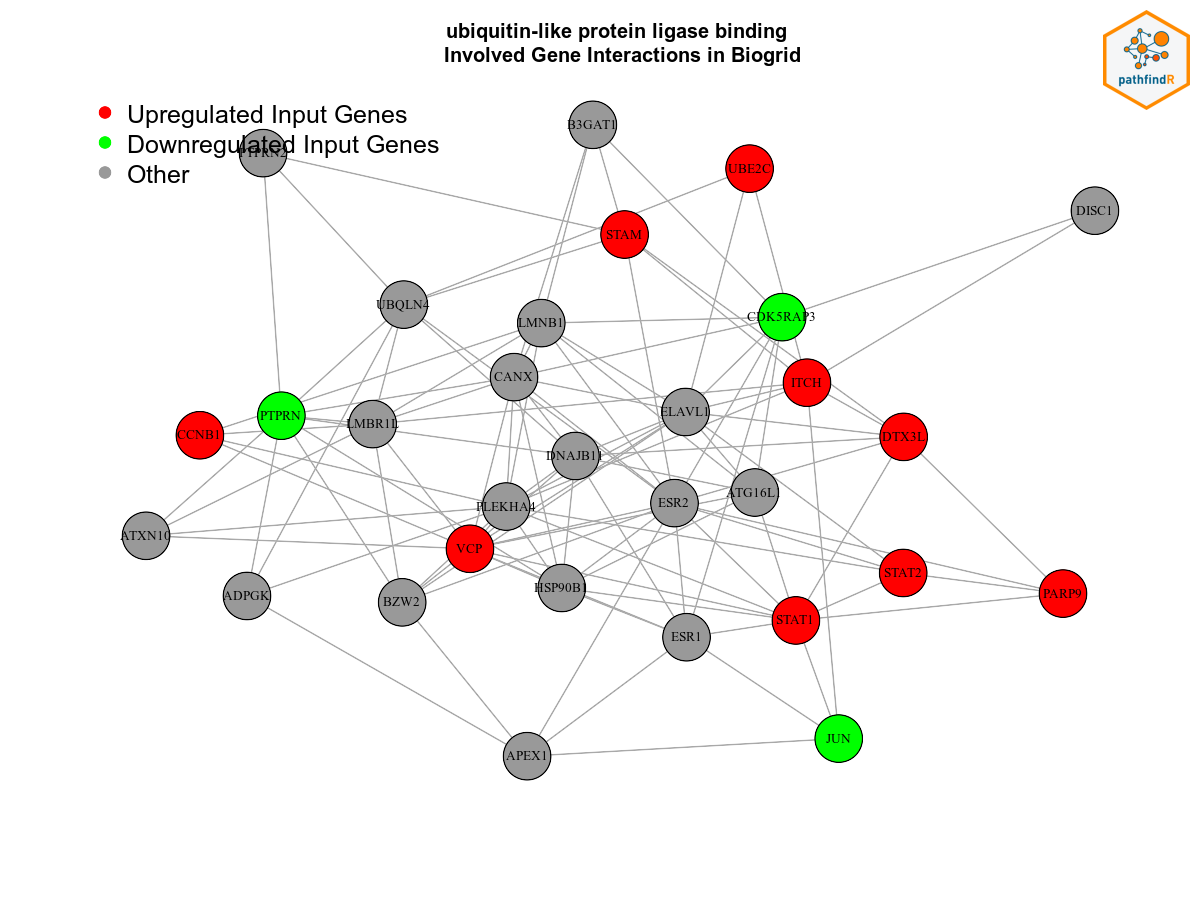 ubiquitin-like protein ligase binding
Involved Gene Interactions in Biogrid
pathfindR
Upregulated Input Genes
Downregulated Input Genes
Other
B3GAT1
PTPRN2
UBE2C
DISC1
STAM
UBQLN4
LMNB1
CDK5RAP3
CANX
ITCH
ELAVL1
PTPRN
LMBR1L
CCNB1
DTX3L
DNAJB11
ATG16L1
ESR2
PLEKHA4
ATXN10
VCP
STAT2
HSP90B1
PARP9
ADPGK
BZW2
STAT1
ESR1
JUN
APEX1